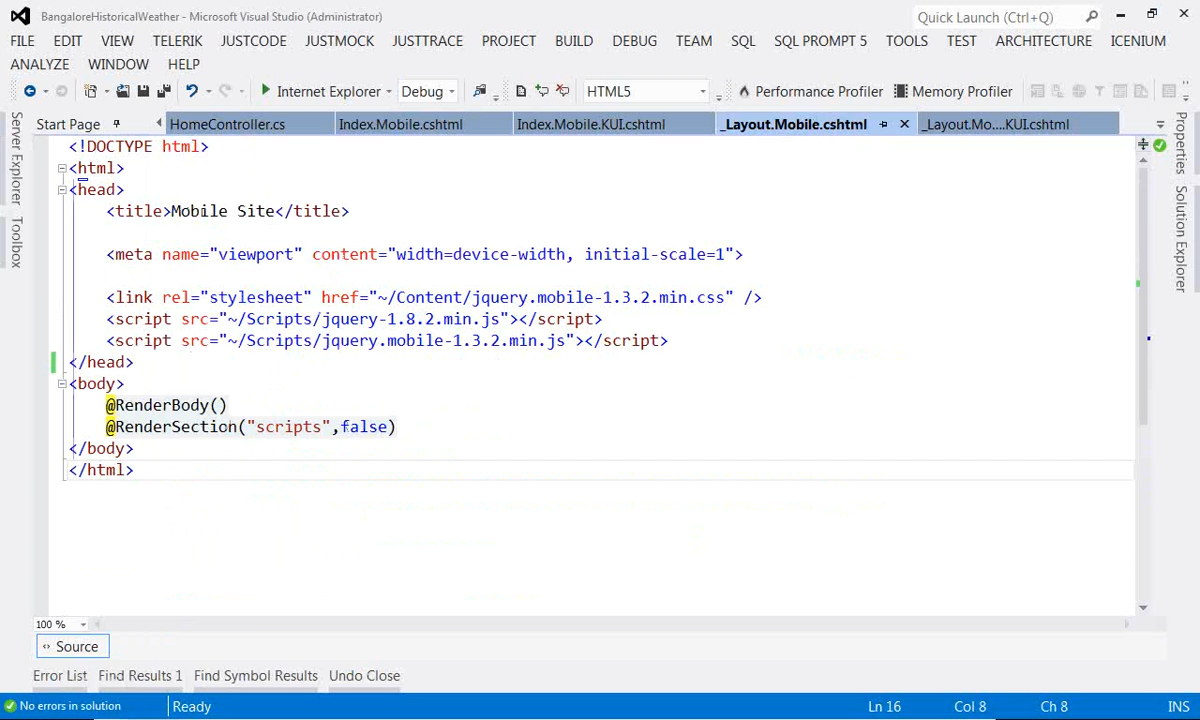 BangaloreHistoricalWeather - Microsoft Visual Studio (Administrator)
Quick Launch (Ctrl+Q)
FILE EDIT VIEW TELERIK JUSTCODE JUSTMOCK JUSTTRACE PROJECT BUILD DEBUG TEAM SQL SQL PROMPT 5 TOOLS TEST ARCHITECTURE ICENIUM
ANALYZE WINDOW HELP
Internet Explorer Debug HTML5 Performance Profiler Memory Profiler
Start Page HomeController.cs Index.Mobile.cshtml Index.Mobile.KUI.cshtml _Layout.Mobile.cshtml _Layout.Mo....KUI.cshtml
Server Explorer
Toolbox
Properties
Solution Explorer
<!DOCTYPE html>
<html>
<head>
<title>Mobile Site</title>
<meta name="viewport" content="width=device-width, initial-scale=1">
<link rel="stylesheet" href="~/Content/jquery.mobile-1.3.2.min.css" />
<script src="~/Scripts/jquery-1.8.2.min.js"></script>
<script src="~/Scripts/jquery.mobile-1.3.2.min.js"></script>
</head>
<body>
@RenderBody()
@RenderSection("scripts",false)
</body>
</html>
100 %
Source
Error List Find Results 1 Find Symbol Results Undo Close
No errors in solution Ready Ln 16 Col 8 Ch 8 INS